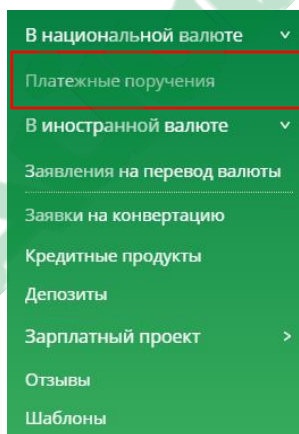 В национальной валюте
Платежные поручения
В иностранной валюте
Заявления на перевод валюты
Заявки на конвертацию
Кредитные продукты
Депозиты
Зарплатный проект
Отзывы
Шаблоны